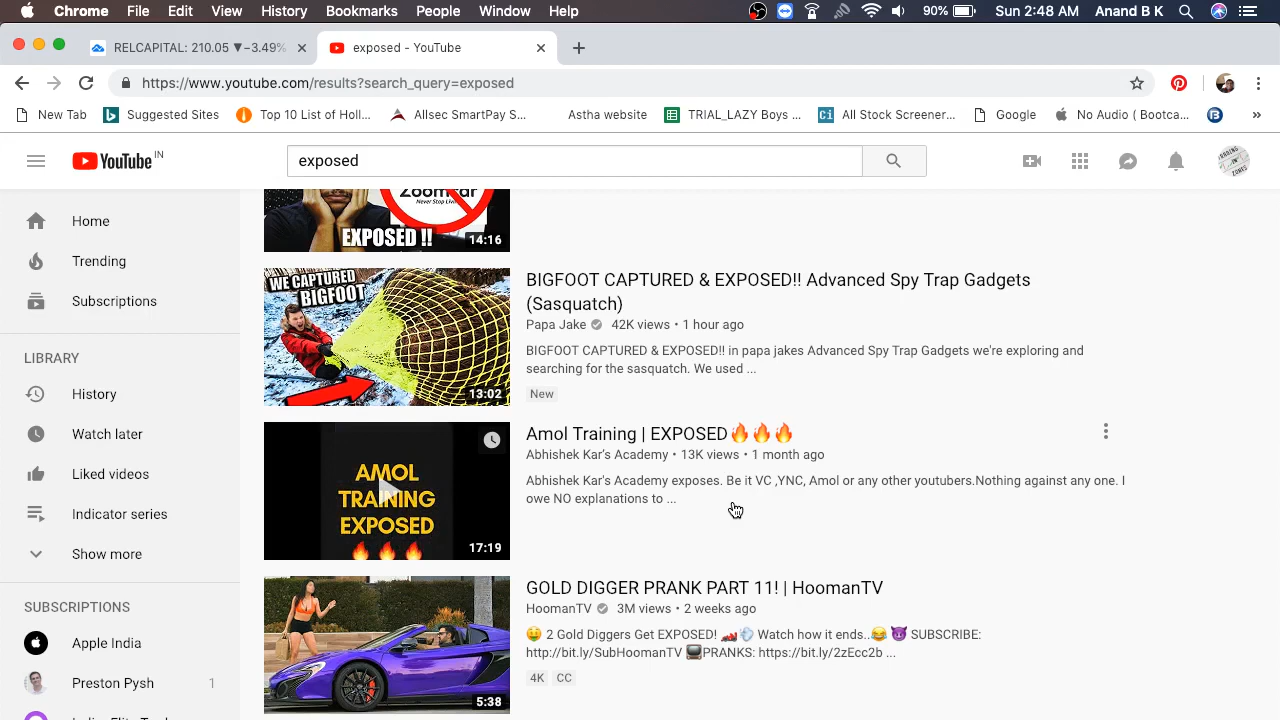 Chrome File Edit View History Bookmarks People Window Help 90% Sun 2:48 AM Anand B K
RELCAPITAL: 210.05 ▼−3.49% exposed - YouTube
https://www.youtube.com/results?search_query=exposed
New Tab Suggested Sites Top 10 List of Holl... Allsec SmartPay S... Astha website TRIAL_LAZY Boys ... All Stock Screener... Google No Audio ( Bootca... »
YouTube IN exposed
Home
Trending
Subscriptions
LIBRARY
History
Watch later
Liked videos
Indicator series
Show more
SUBSCRIPTIONS
Apple India
Preston Pysh 1
Never Stop Living
EXPOSED !!
14:16
WE CAPTURED
BIGFOOT
13:02
BIGFOOT CAPTURED & EXPOSED!! Advanced Spy Trap Gadgets
(Sasquatch)
Papa Jake 42K views • 1 hour ago
BIGFOOT CAPTURED & EXPOSED!! in papa jakes Advanced Spy Trap Gadgets we're exploring and
searching for the sasquatch. We used ...
New
AMOL
TRAINING
EXPOSED
17:19
Amol Training | EXPOSED🔥🔥🔥
Abhishek Kar's Academy • 13K views • 1 month ago
Abhishek Kar's Academy exposes. Be it VC ,YNC, Amol or any other youtubers.Nothing against any one. I
owe NO explanations to ...
5:38
GOLD DIGGER PRANK PART 11! | HoomanTV
HoomanTV 3M views • 2 weeks ago
🤑 2 Gold Diggers Get EXPOSED! 🏎💨 Watch how it ends..😂 😈 SUBSCRIBE:
http://bit.ly/SubHoomanTV 📺PRANKS: https://bit.ly/2zEcc2b ...
4K CC